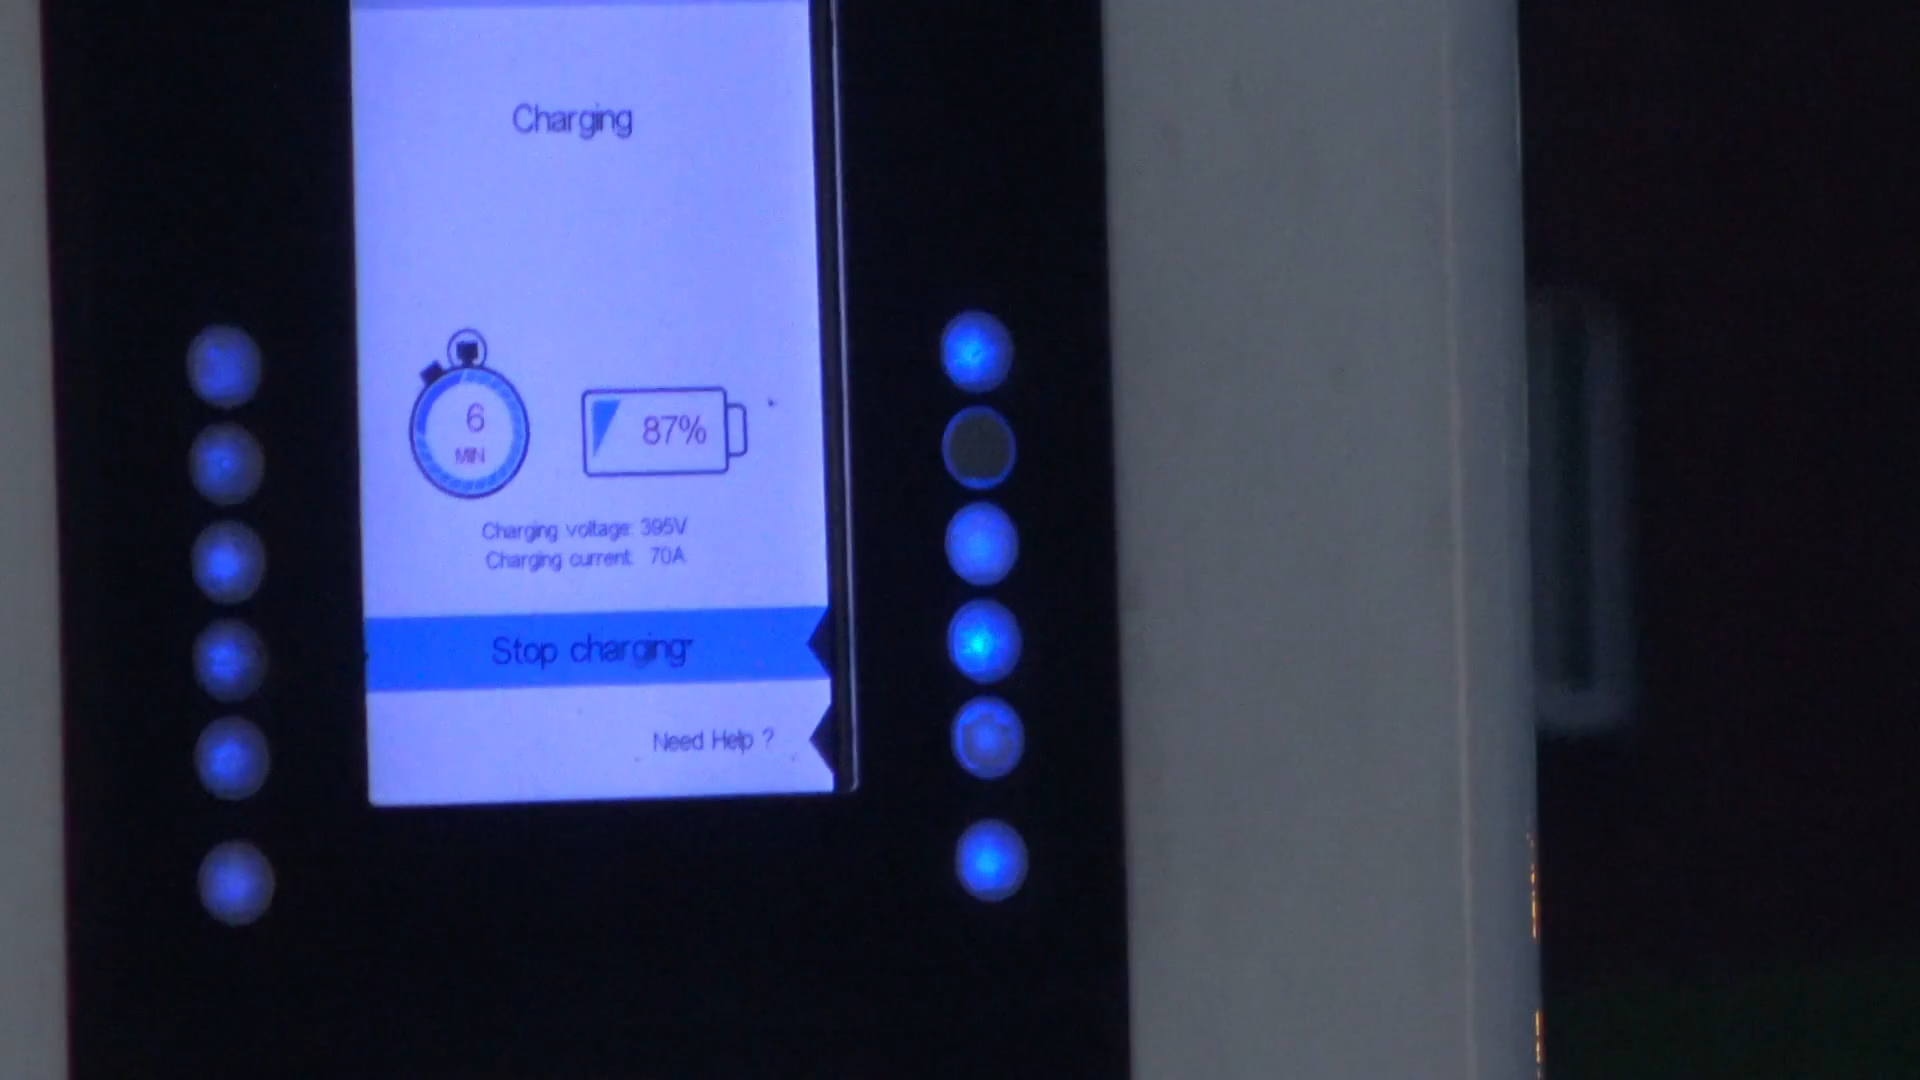 Charging
6
MIN
87%
Charging voltage: 395V
Charging current: 70A
Stop charging
Need Help ?